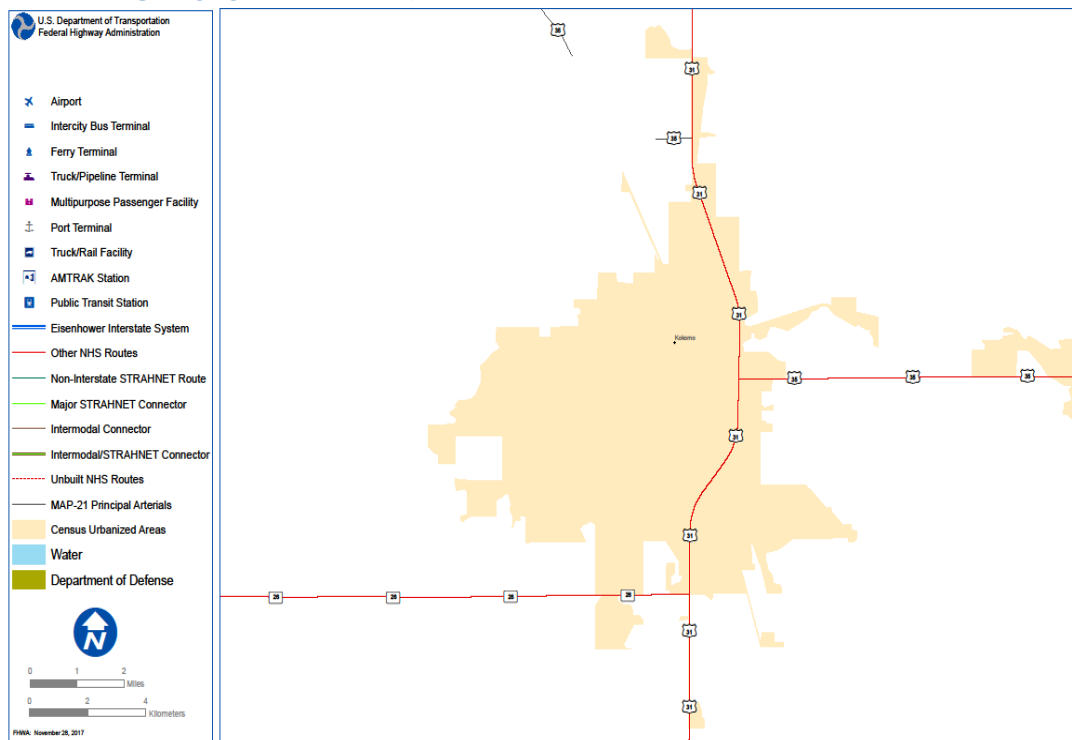 U.S. Department of Transportation
Federal Highway Administration
Airport
Intercity Bus Terminal
Ferry Terminal
Truck/Pipeline Terminal
Multipurpose Passenger Facility
Port Terminal
Truck/Rail Facility
AMTRAK Station
Public Transit Station
Eisenhower Interstate System
Other NHS Routes
Non-Interstate STRAHNET Route
Major STRAHNET Connector
Intermodal Connector
Intermodal/STRAHNET Connector
Unbuilt NHS Routes
MAP-21 Principal Arterials
Census Urbanized Areas
Water
Department of Defense
N
0 1 2
Miles
0 2 4
Kilometers
FHWA: November 28, 2017
35
31
35
31
31
Kokomo
35 35 35
31
31
26 26 26 26
31
31